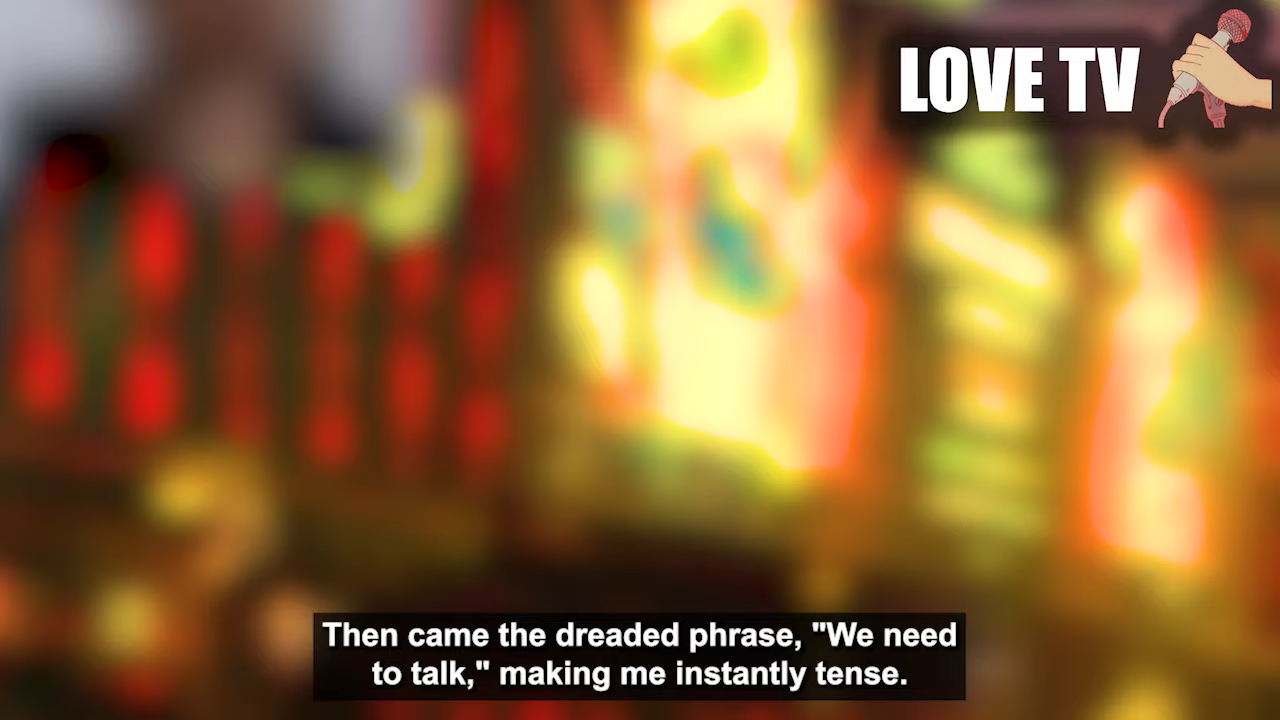 LOVE TV
Then came the dreaded phrase, "We need
to talk," making me instantly tense.